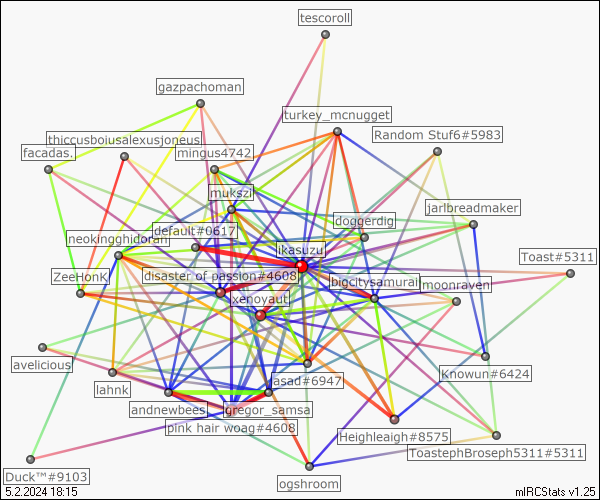 tescoroll
gazpachoman
turkey_mcnugget
Random Stuf6#5983
thiccusboiusalexusjoneus
facadas.
mingus4742
mukszi
jarlbreadmaker
doggerdig
default#0617
neokingghidorah
ikasuzu
Toast#5311
ZeeHonK
disaster of passion#4608
bigcitysamurai
moonraven
xenoyaut
avelicious
Knowun#6424
asad#6947
lahnk
andnewbees.
gregor_samsa
pink hair woag#4608
Heighleaigh#8575
ToastephBroseph5311#5311
Duck™#9103
ogshroom
5.2.2024 18:15
mIRCStats v1.25